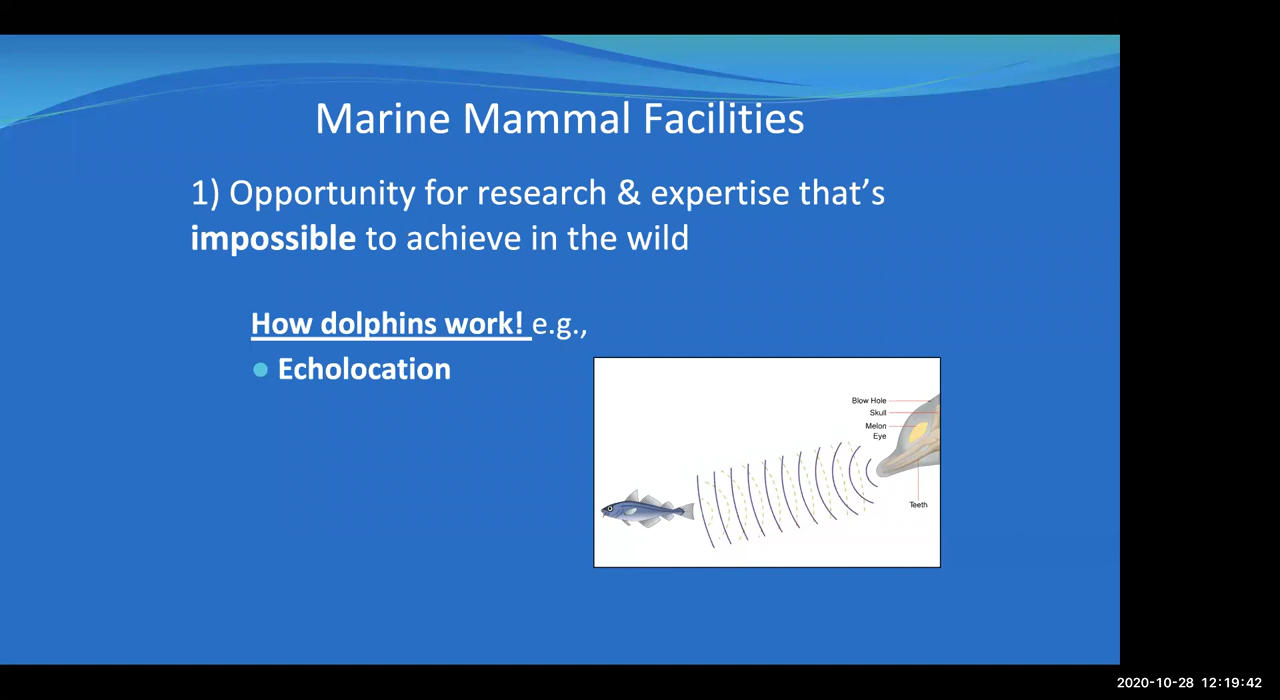 Marine Mammal Facilities
1) Opportunity for research & expertise that's
impossible to achieve in the wild
How dolphins work! e.g.,
Echolocation
Blow Hole
Skull
Melon
Eye
Teeth
2020-10-28 12:19:42